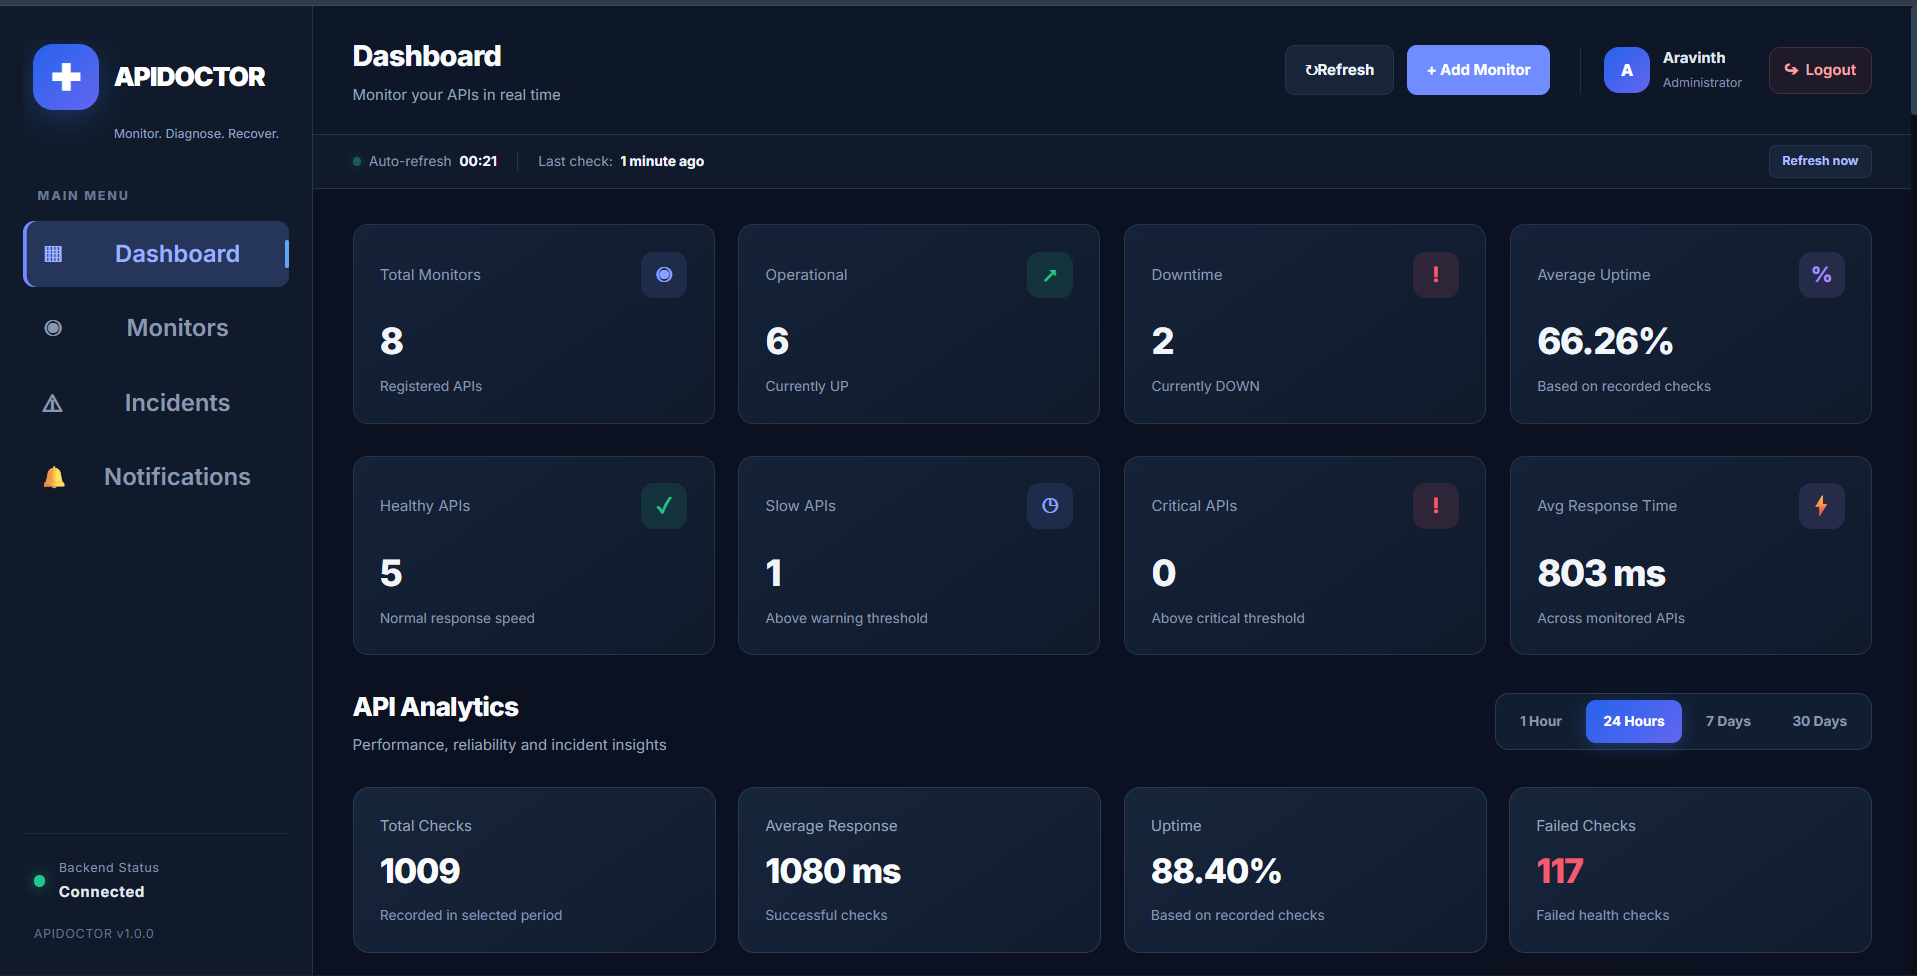 APIDOCTOR
Monitor. Diagnose. Recover.
MAIN MENU
Dashboard
Monitors
Incidents
Notifications
Backend Status
Connected
APIDOCTOR v1.0.0
Dashboard
Monitor your APIs in real time
↻Refresh
+ Add Monitor
A
Aravinth
Administrator
↪ Logout
Auto-refresh 00:21
Last check: 1 minute ago
Refresh now
Total Monitors
8
Registered APIs
Operational
6
Currently UP
Downtime
!
2
Currently DOWN
Average Uptime
%
66.26%
Based on recorded checks
Healthy APIs
5
Normal response speed
Slow APIs
1
Above warning threshold
Critical APIs
!
0
Above critical threshold
Avg Response Time
803 ms
Across monitored APIs
API Analytics
Performance, reliability and incident insights
1 Hour
24 Hours
7 Days
30 Days
Total Checks
1009
Recorded in selected period
Average Response
1080 ms
Successful checks
Uptime
88.40%
Based on recorded checks
Failed Checks
117
Failed health checks